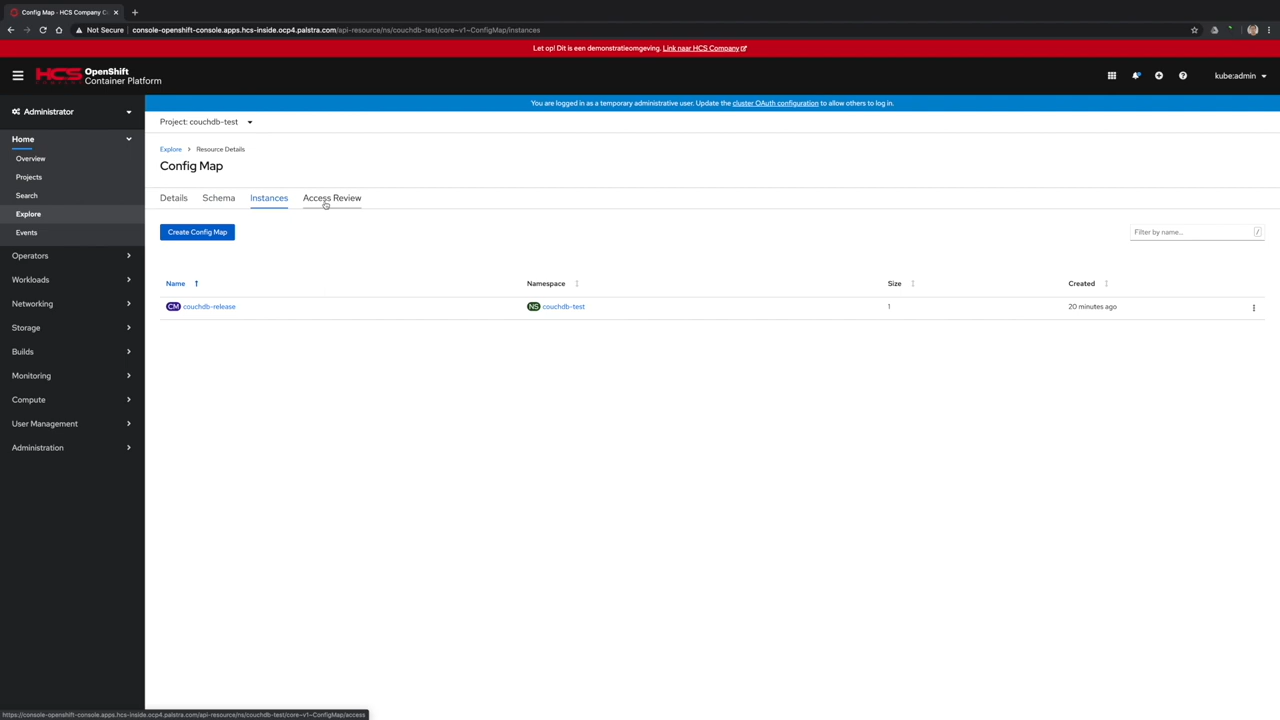 Config Map · HCS Company C
Not Secure console-openshift-console.apps.hcs-inside.ocp4.palstra.com/api-resource/ns/couchdb-test/core~v1~ConfigMap/instances
Let op! Dit is een demonstratieomgeving. Link naar HCS Company
HCS OpenShift
Container Platform
kube:admin
Administrator
You are logged in as a temporary administrative user. Update the cluster OAuth configuration to allow others to log in.
Project: couchdb-test
Home
Overview
Projects
Search
Explore
Events
Operators
Workloads
Networking
Storage
Builds
Monitoring
Compute
User Management
Administration
Explore > Resource Details
Config Map
Details Schema Instances Access Review
Create Config Map
Filter by name... /
Name Namespace Size Created
CM couchdb-release NS couchdb-test 1 20 minutes ago
https://console-openshift-console.apps.hcs-inside.ocp4.palstra.com/api-resource/ns/couchdb-test/core~v1~ConfigMap/access